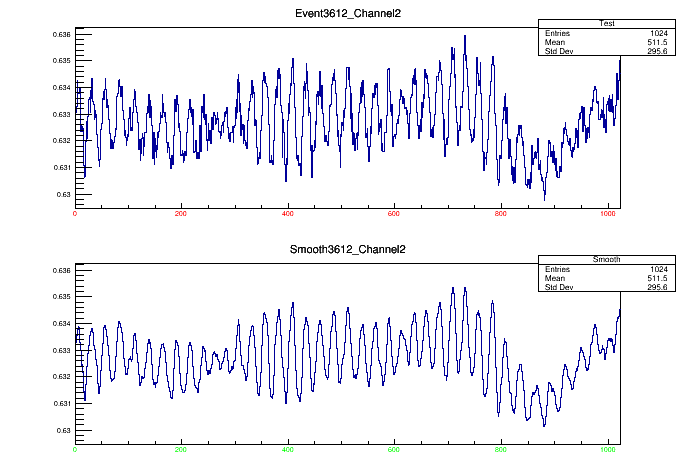 Event3612_Channel2
Test
Entries 1024
Mean 511.5
Std Dev 295.6
0.636
0.635
0.634
0.633
0.632
0.631
0.63
0 200 400 600 800 1000
Smooth3612_Channel2
Smooth
Entries 1024
Mean 511.5
Std Dev 295.6
0.636
0.635
0.634
0.633
0.632
0.631
0.63
0 200 400 600 800 1000